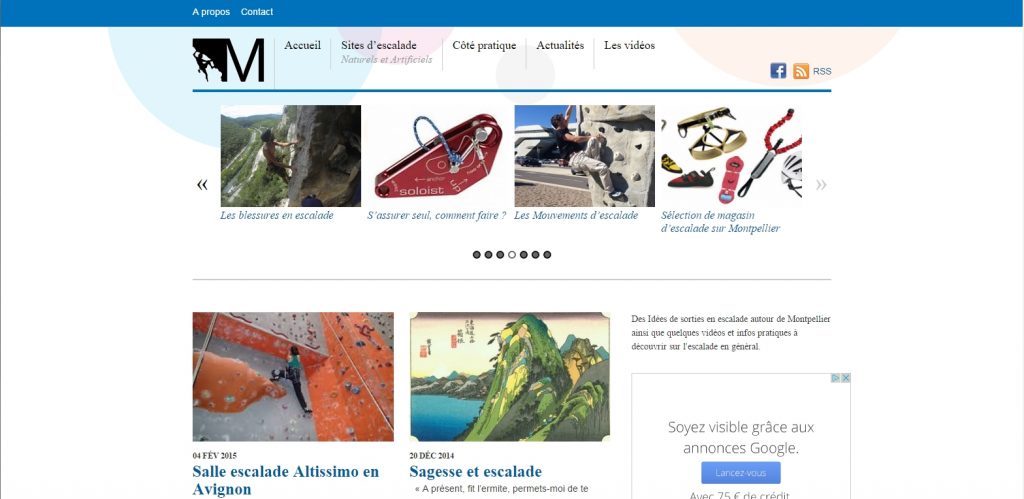 A propos Contact
M
Accueil Sites d'escalade Côté pratique Actualités Les vidéos
Naturels et Artificiels
RSS
soloist
anchor
UP
« »
Les blessures en escalade
S'assurer seul, comment faire ?
Les Mouvements d'escalade
Sélection de magasin
d'escalade sur Montpellier
04 FÉV 2015
Salle escalade Altissimo en
Avignon
20 DÉC 2014
Sagesse et escalade
« A présent, fit l'ermite, permets-moi de te
Des Idées de sorties en escalade autour de Montpellier
ainsi que quelques vidéos et infos pratiques à
découvrir sur l'escalade en général.
Soyez visible grâce aux
annonces Google.
Lancez-vous
Avec 75 € de crédit